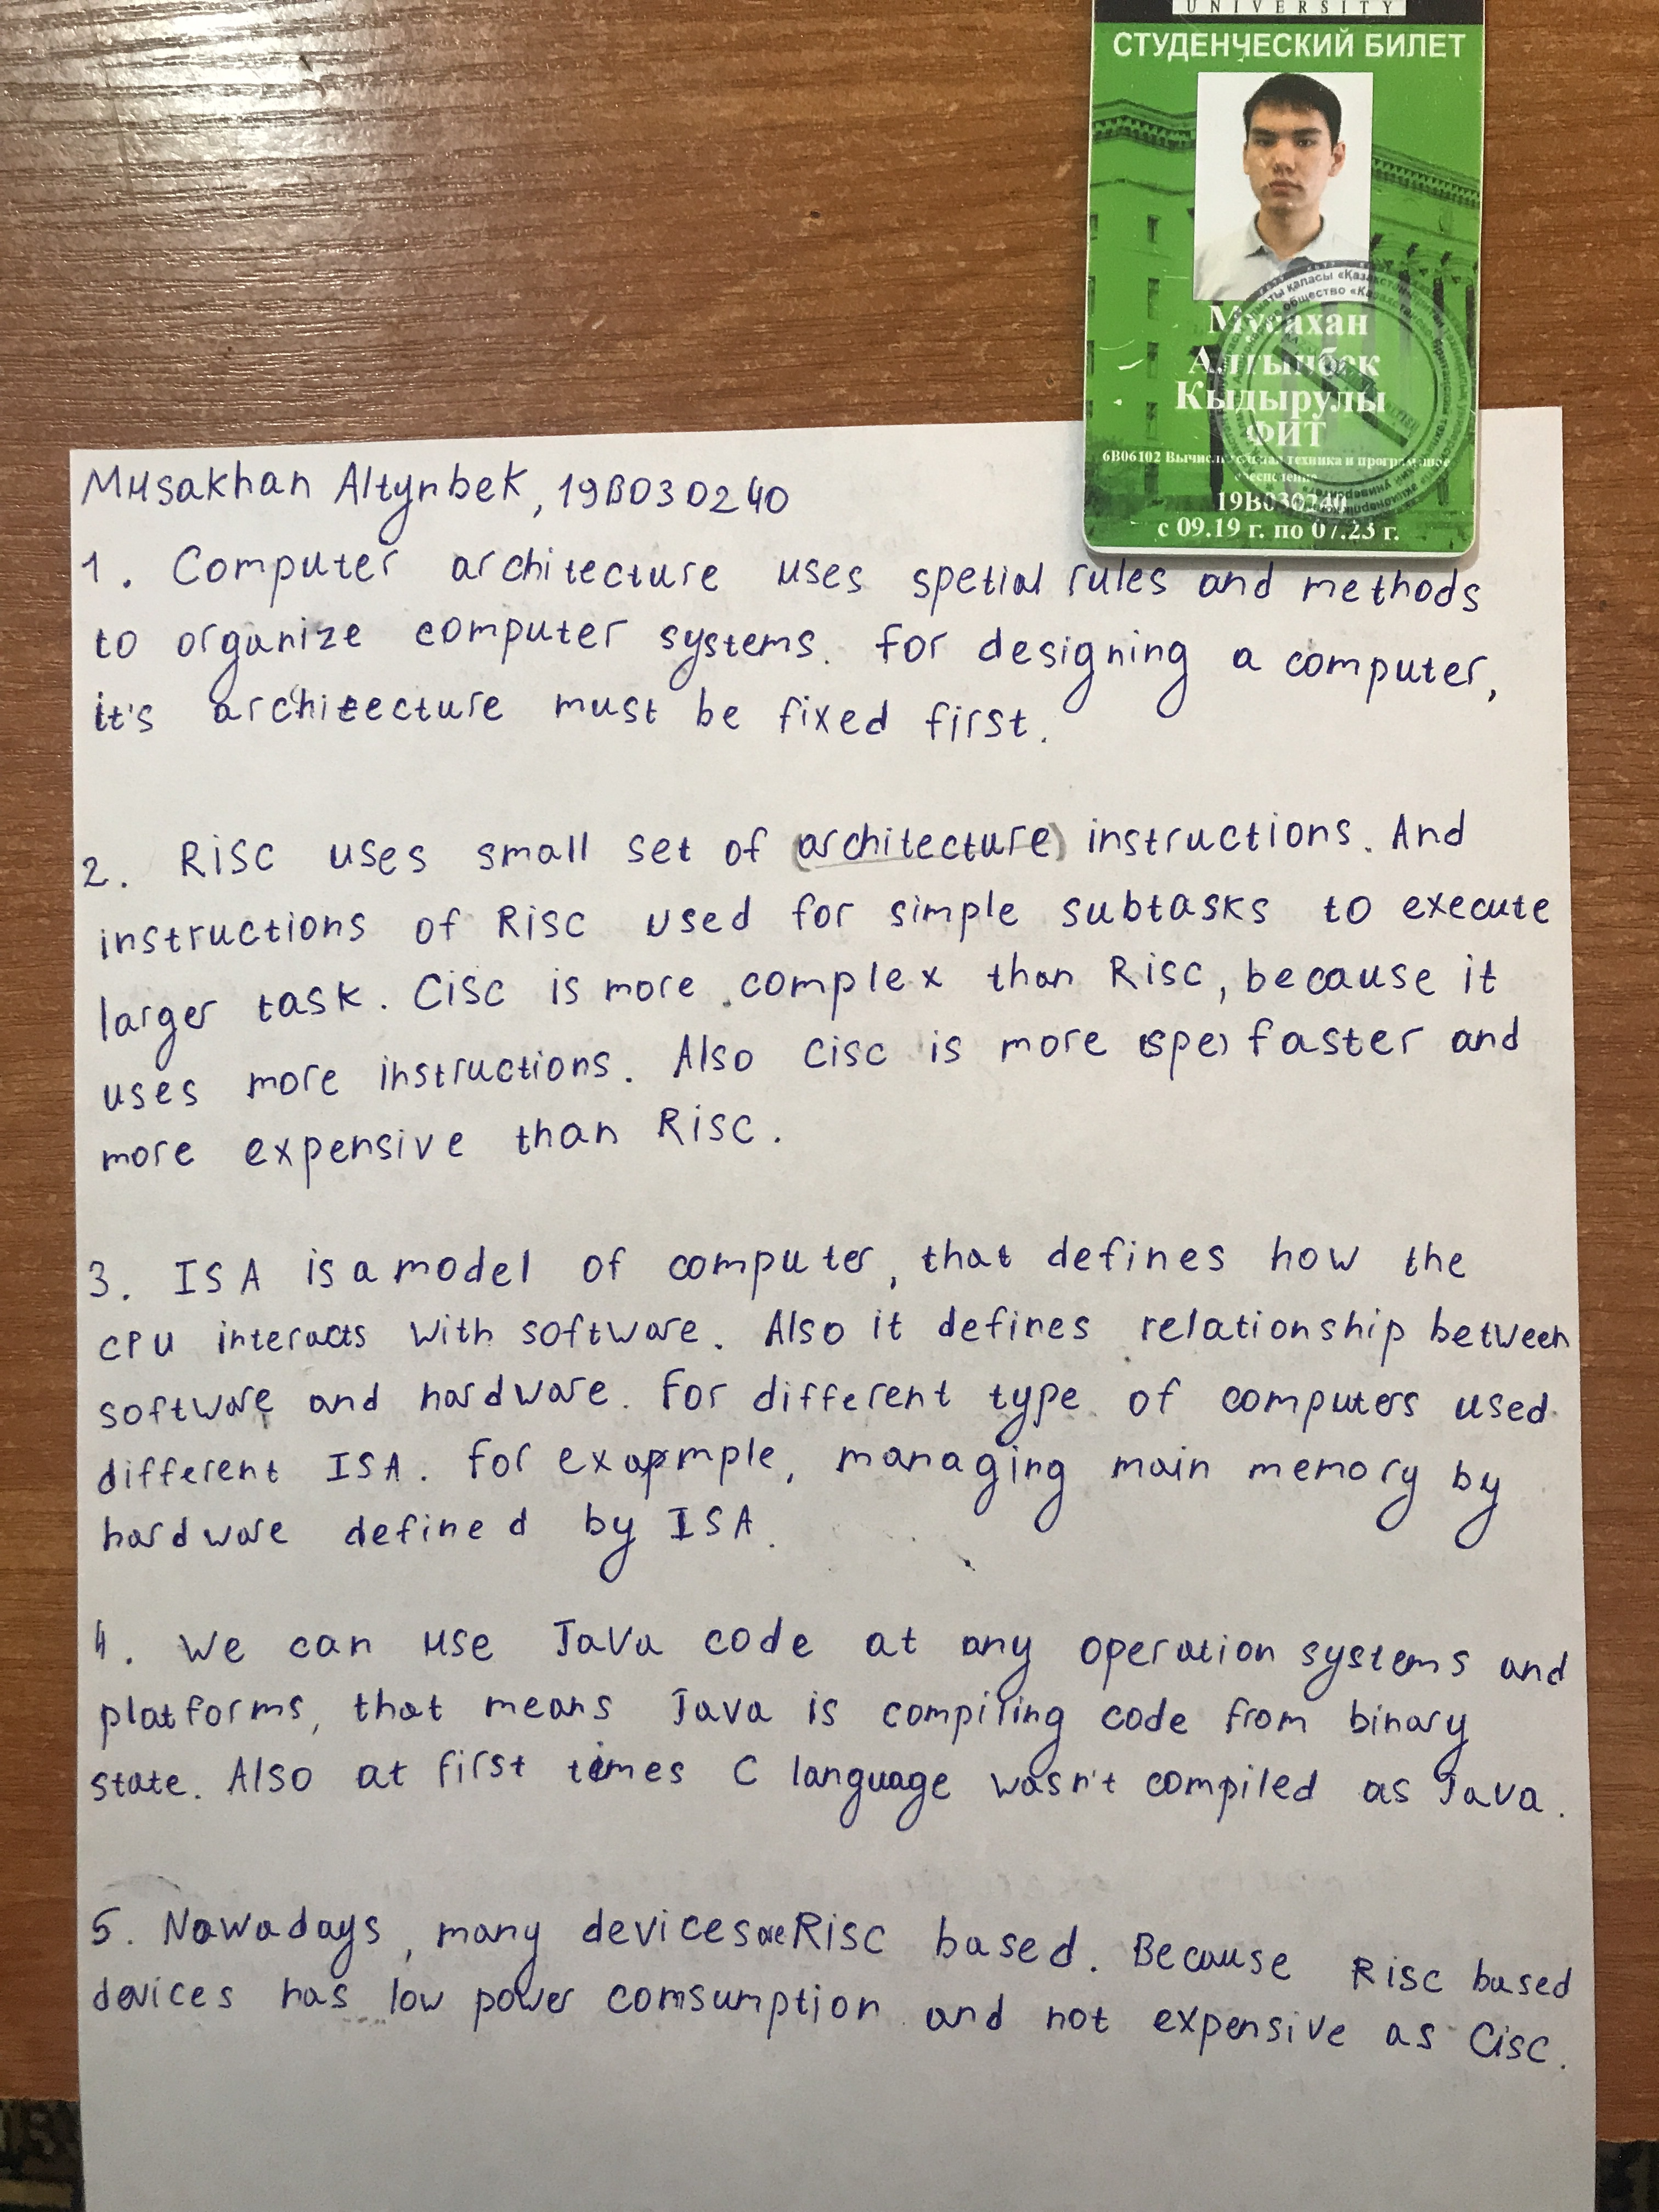 UNIVERSITY
СТУДЕНЧЕСКИЙ БИЛЕТ
Мусахан
Алтынбек
Кыдырулы
ФИТ
6B06102 Вычислительная техника и программное
обеспечение
19B030240
с 09.19 г. по 07.23 г.
Musakhan Altynbek, 19B030240
1. Computer architecture uses spetial rules and methods
to organize computer systems. For designing a computer,
it's architecture must be fixed first.
2. RISC uses small set of (architecture) instructions. And
instructions of RISC used for simple subtasks to execute
larger task. CISC is more complex than RISC, because it
uses more instructions. Also CISC is more (spe) faster and
more expensive than RISC.
3. ISA is a model of computer, that defines how the
CPU interacts with software. Also it defines relationship between
software and hardware. For different type of computers used
different ISA. For exapmple, managing main memory by
hardware defined by ISA.
4. We can use Java code at any operation systems and
platforms, that means Java is compiling code from binary
state. Also at first times C language wasn't compiled as Java.
5. Nowadays, many devices are RISC based. Because RISC based
devices has low power comsumption and not expensive as CISC.